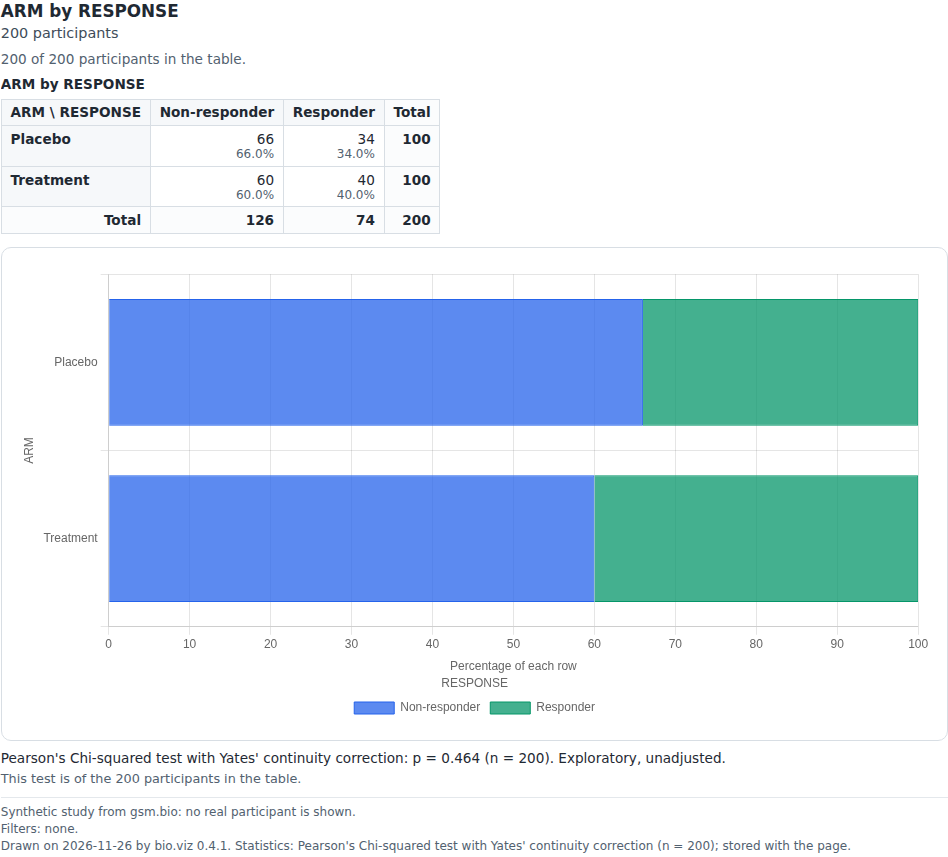 ARM by RESPONSE
200 participants
200 of 200 participants in the table.
ARM by RESPONSE
ARM \ RESPONSE Non-responder Responder Total
Placebo 66 34 100
66.0% 34.0%
Treatment 60 40 100
60.0% 40.0%
Total 126 74 200
Placebo
ARM
Treatment
0 10 20 30 40 50 60 70 80 90 100
Percentage of each row
RESPONSE
Non-responder Responder
Pearson's Chi-squared test with Yates' continuity correction: p = 0.464 (n = 200). Exploratory, unadjusted.
This test is of the 200 participants in the table.
Synthetic study from gsm.bio: no real participant is shown.
Filters: none.
Drawn on 2026-11-26 by bio.viz 0.4.1. Statistics: Pearson's Chi-squared test with Yates' continuity correction (n = 200); stored with the page.